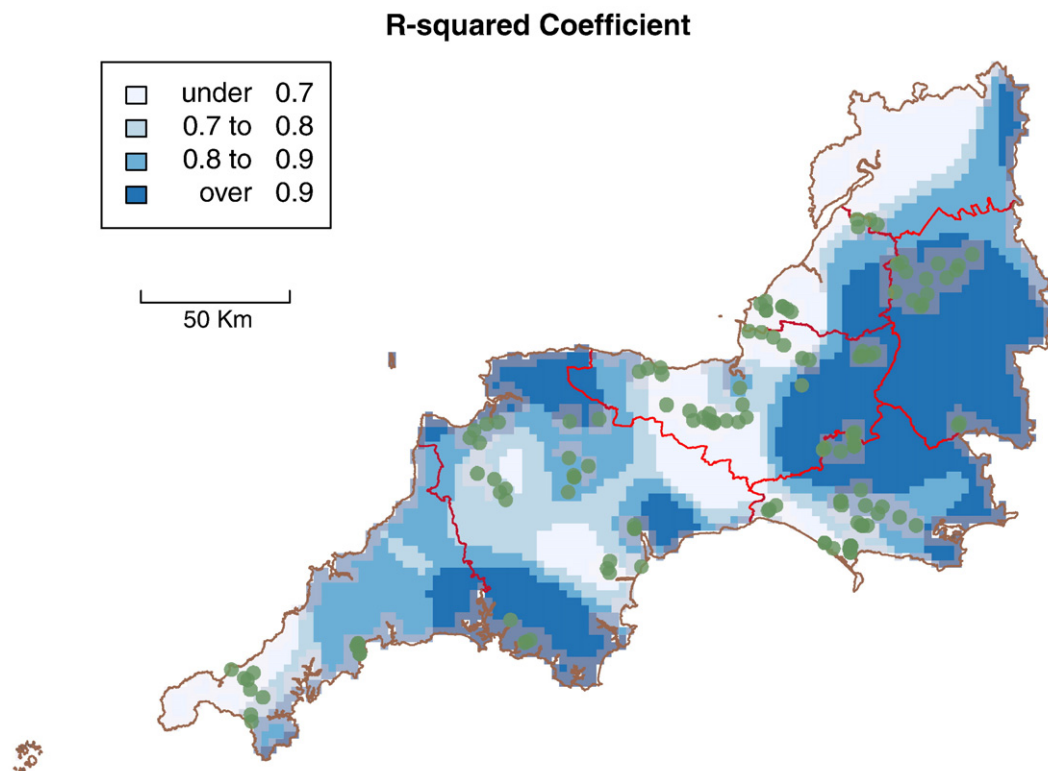 R-squared Coefficient
under 0.7
0.7 to 0.8
0.8 to 0.9
over 0.9
50 Km